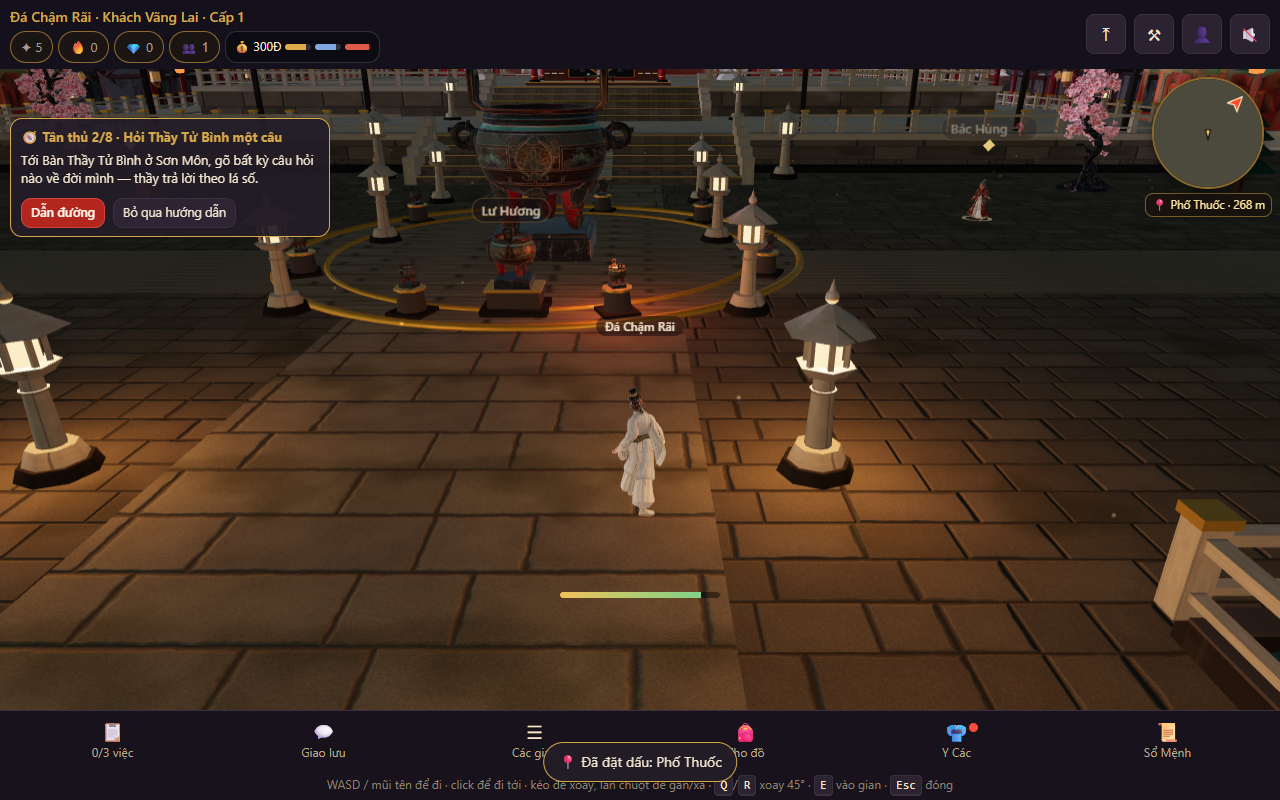 Đá Chậm Rãi · Khách Vãng Lai · Cấp 1
5
0
0
1
300Đ
Tân thủ 2/8 · Hỏi Thầy Tử Bình một câu
Tới Bàn Thầy Tử Bình ở Sơn Môn, gõ bất kỳ câu hỏi
nào về đời mình — thầy trả lời theo lá số.
Dẫn đường
Bỏ qua hướng dẫn
Bác Hùng
Phố Thuốc · 268 m
Lư Hương
Đá Chậm Rãi
0/3 việc
Giao lưu
Các
đồ
Y Các
Sổ Mệnh
Đã đặt dấu: Phố Thuốc
WASD / mũi tên để đi · click để đi tới · kéo để xoay, lăn chuột để gần/xa · Q / R xoay 45° · E vào gian · Esc đóng